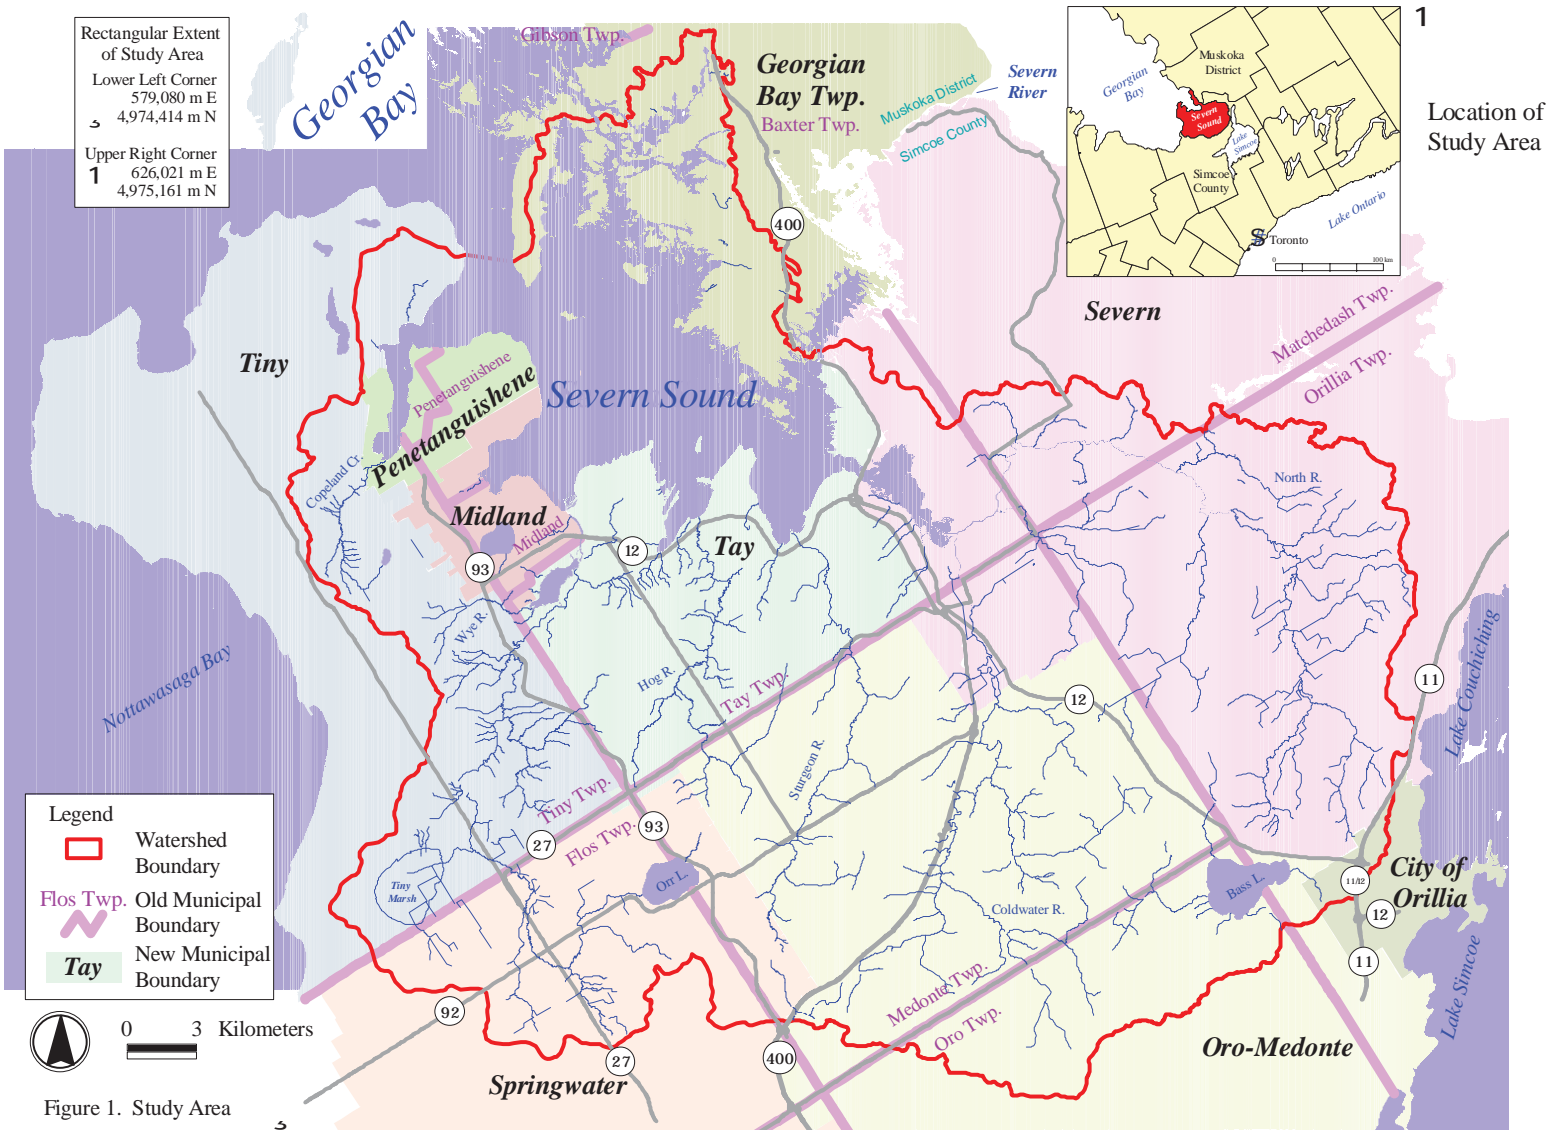 Rectangular Extent
of Study Area
Lower Left Corner
579,080 m E
4,974,414 m N
Upper Right Corner
626,021 m E
4,975,161 m N
1
Georgian
Bay
Gibson Twp.
Georgian
Bay Twp.
Baxter Twp.
Severn
River
Muskoka District
Simcoe County
400
1
Location of
Study Area
Muskoka
District
Georgian
Bay
Severn
Sound
Lake
Simcoe
Simcoe
County
Lake Ontario
Toronto
0
100 km
Severn
Matchedash Twp.
Orillia Twp.
Tiny
Penetanguishene
Penetanguishene
Severn Sound
Copeland Cr.
North R.
Midland
Midland
12
Tay
93
Wye R.
Hog R.
Tay Twp.
12
11
Lake Couchiching
Nottawasaga Bay
Sturgeon R.
Tiny Twp.
Flos Twp.
27
93
Legend
Watershed
Boundary
Flos Twp.
Old Municipal
Boundary
Tay
New Municipal
Boundary
Tiny
Marsh
Orr L.
Bass L.
11/12
City of
Orillia
12
11
Coldwater R.
Medonte Twp.
Oro Twp.
Lake Simcoe
92
27
400
Oro-Medonte
Springwater
0 3 Kilometers
Figure 1. Study Area